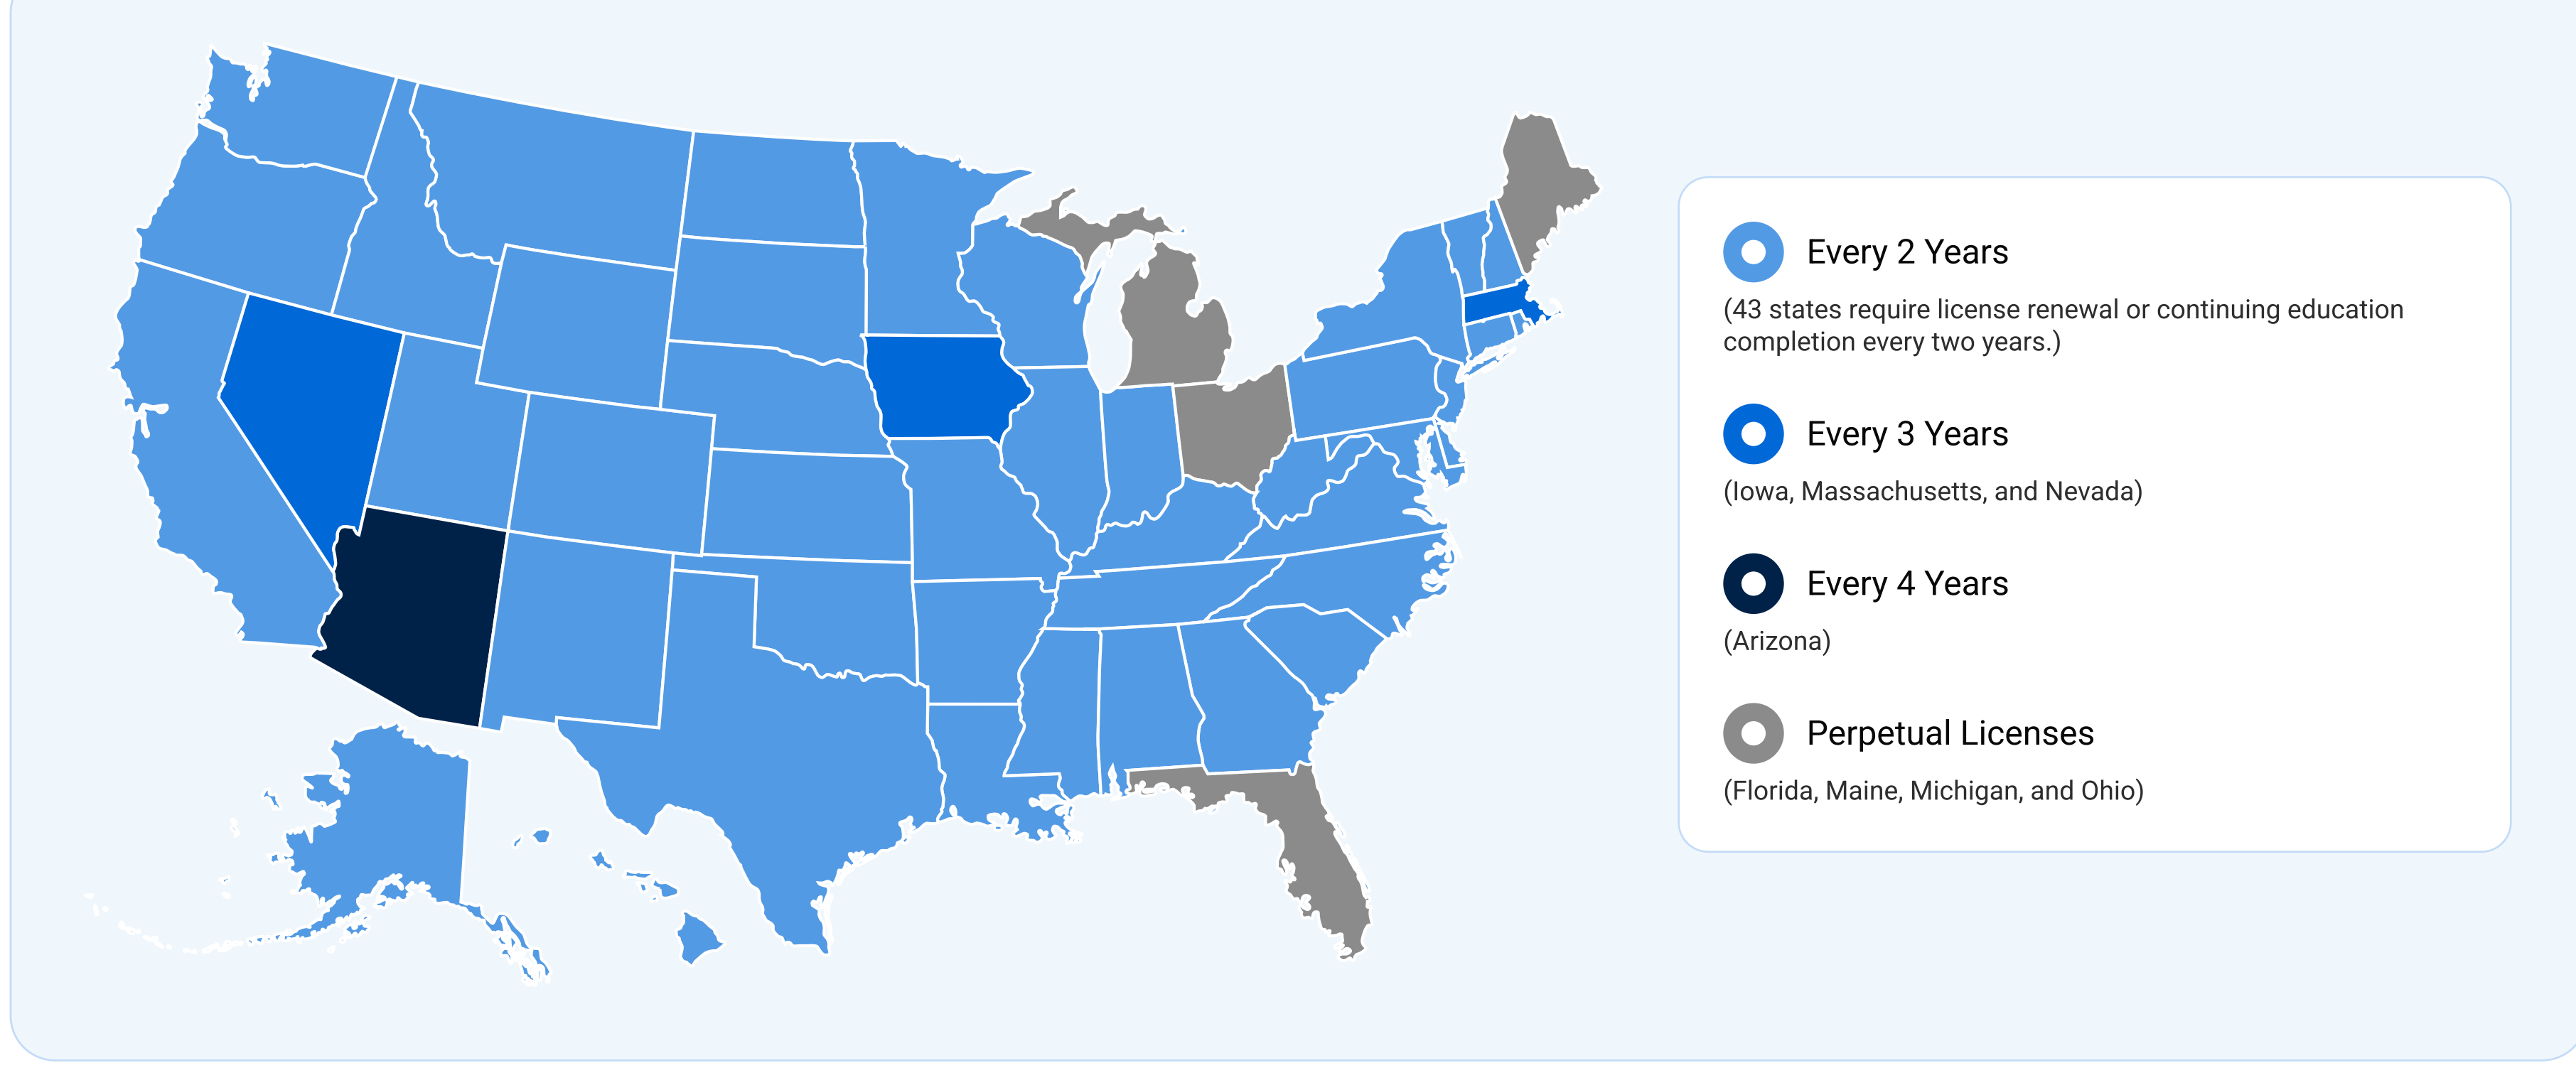 Every 2 Years
(43 states require license renewal or continuing education
completion every two years.)
Every 3 Years
(Iowa, Massachusetts, and Nevada)
Every 4 Years
(Arizona)
Perpetual Licenses
(Florida, Maine, Michigan, and Ohio)